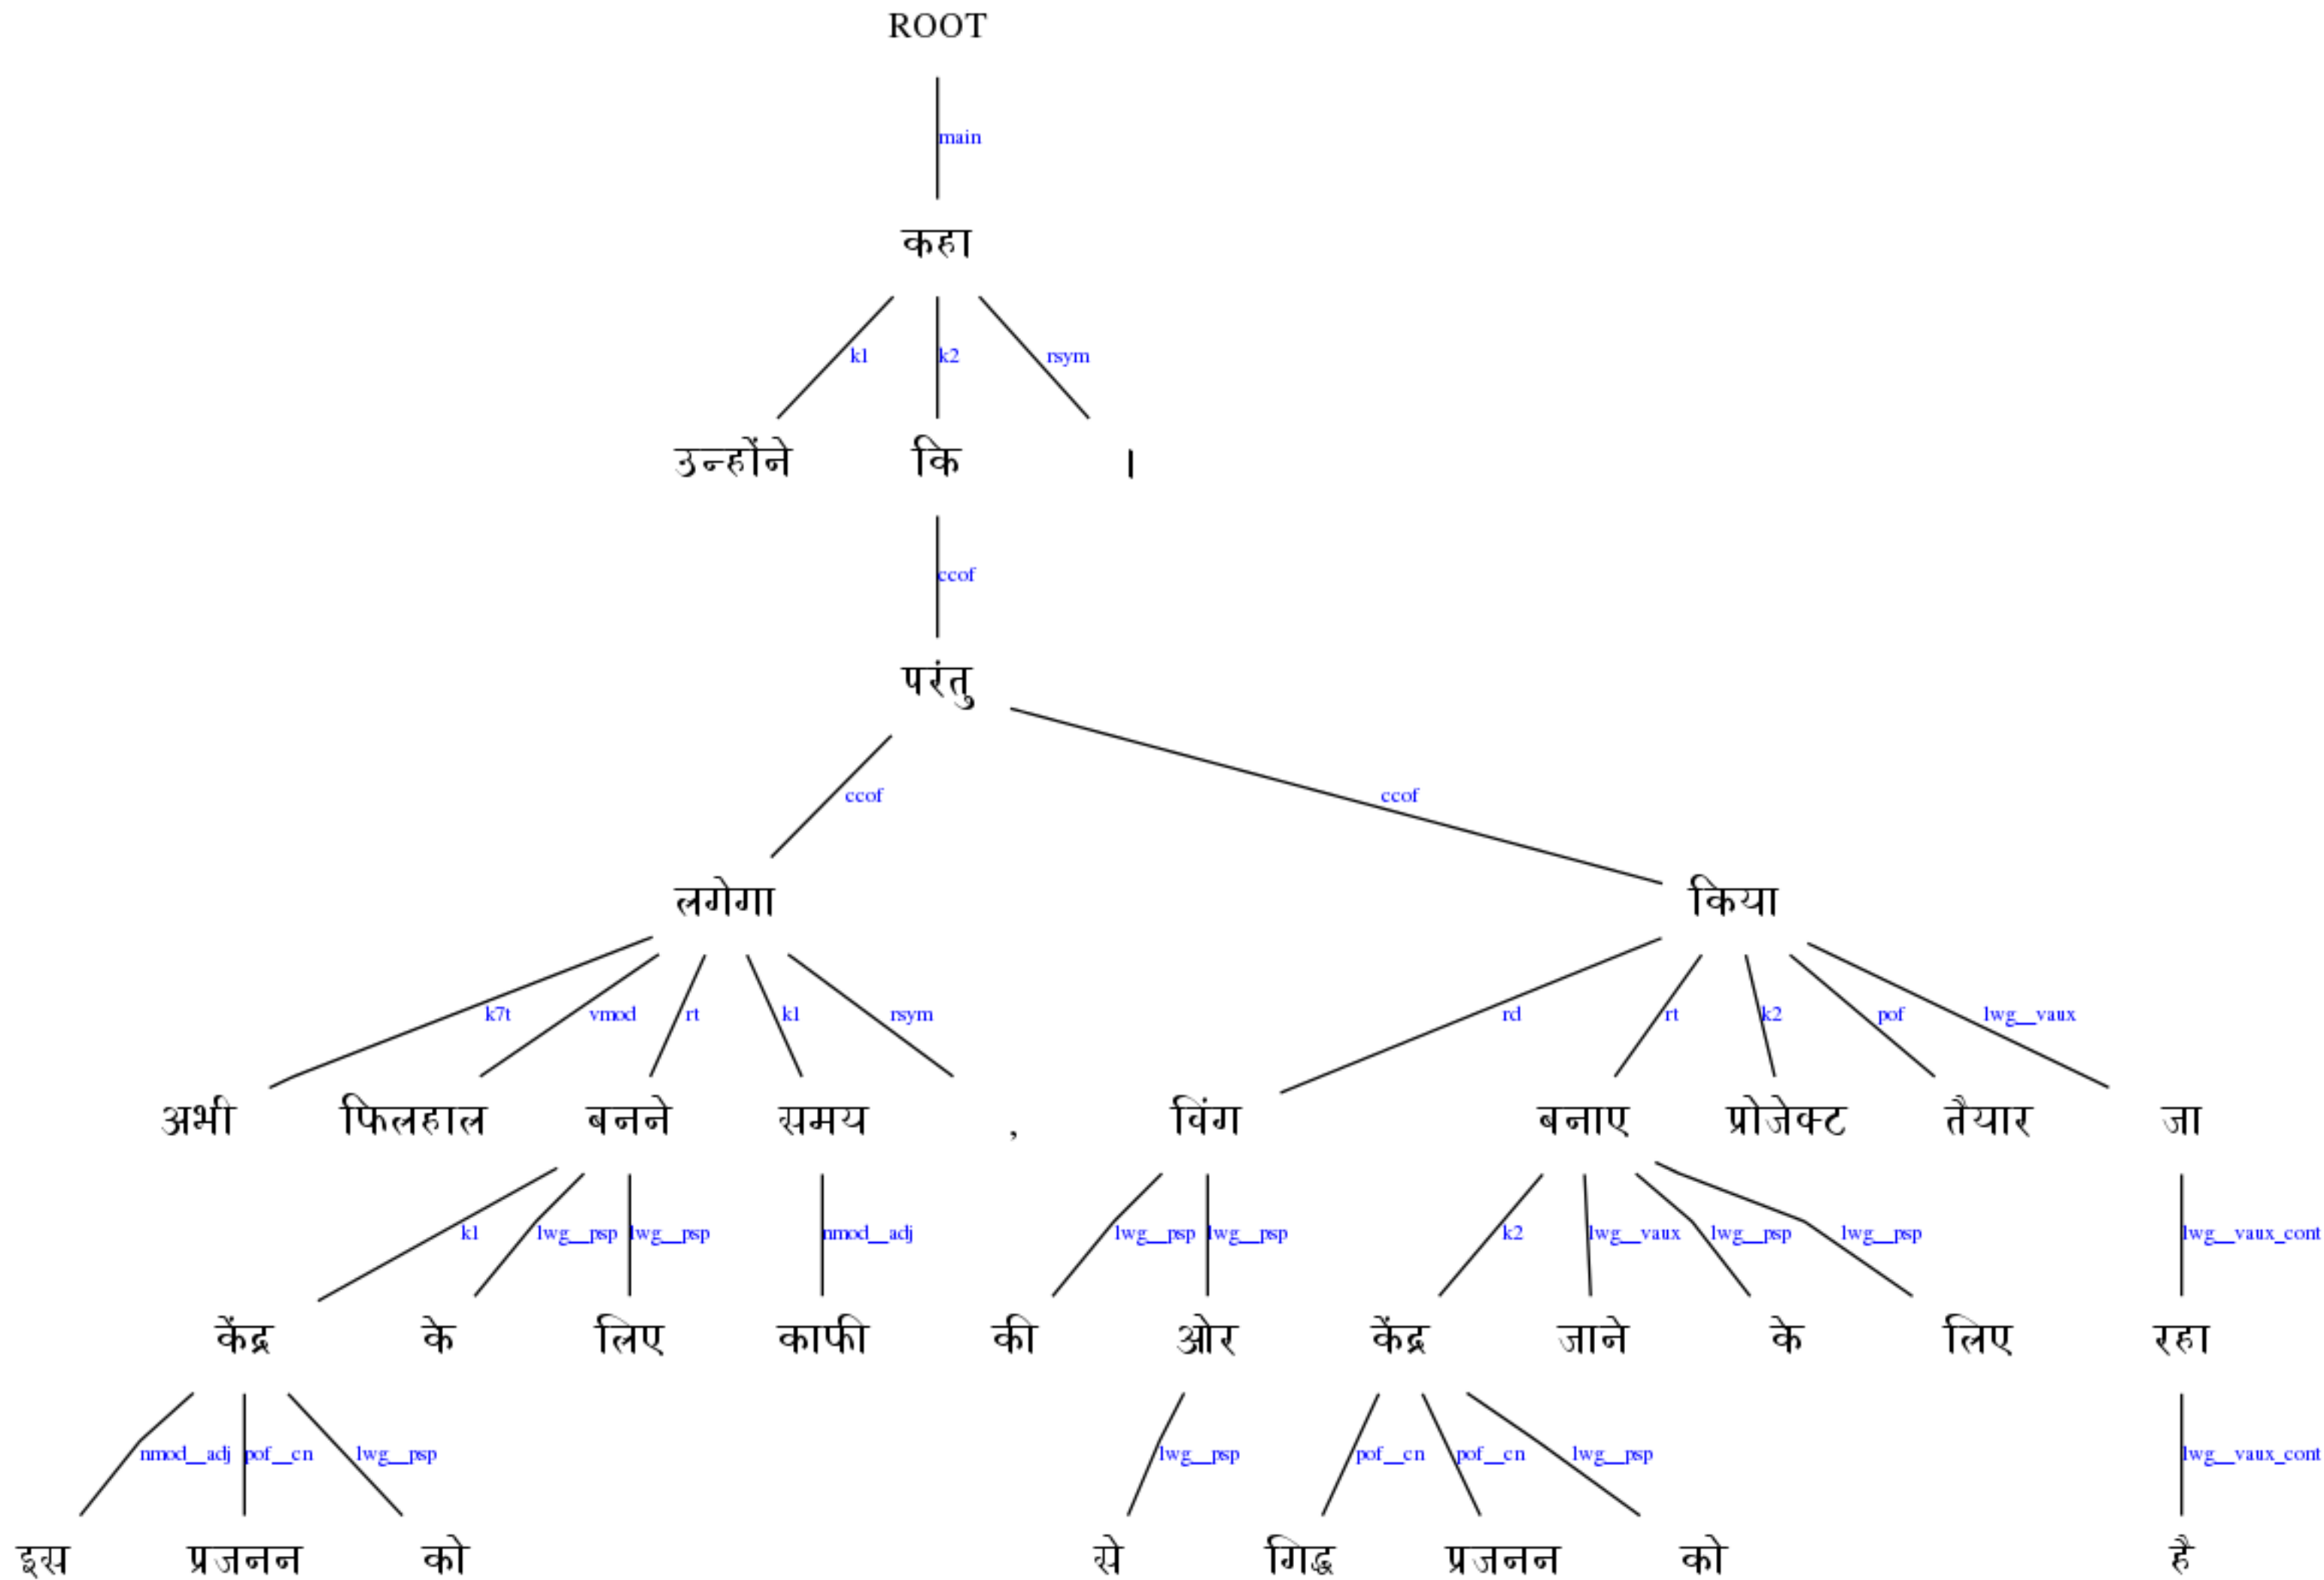 ROOT
main
कहा
k1 k2 rsym
उन्होंने कि ।
ccof
परंतु
ccof ccof
लगेगा किया
k7t vmod rt k1 rsym rd rt k2 pof lwg__vaux
अभी फिलहाल बनने समय , विंग बनाए प्रोजेक्ट तैयार जा
k1 lwg__psp lwg__psp nmod__adj lwg__psp lwg__psp k2 lwg__vaux lwg__psp lwg__psp lwg__vaux_cont
केंद्र के लिए काफी की ओर केंद्र जाने के लिए रहा
nmod__adj pof__cn lwg__psp lwg__psp pof__cn pof__cn lwg__psp lwg__vaux_cont
इस प्रजनन को से गिद्ध प्रजनन को है